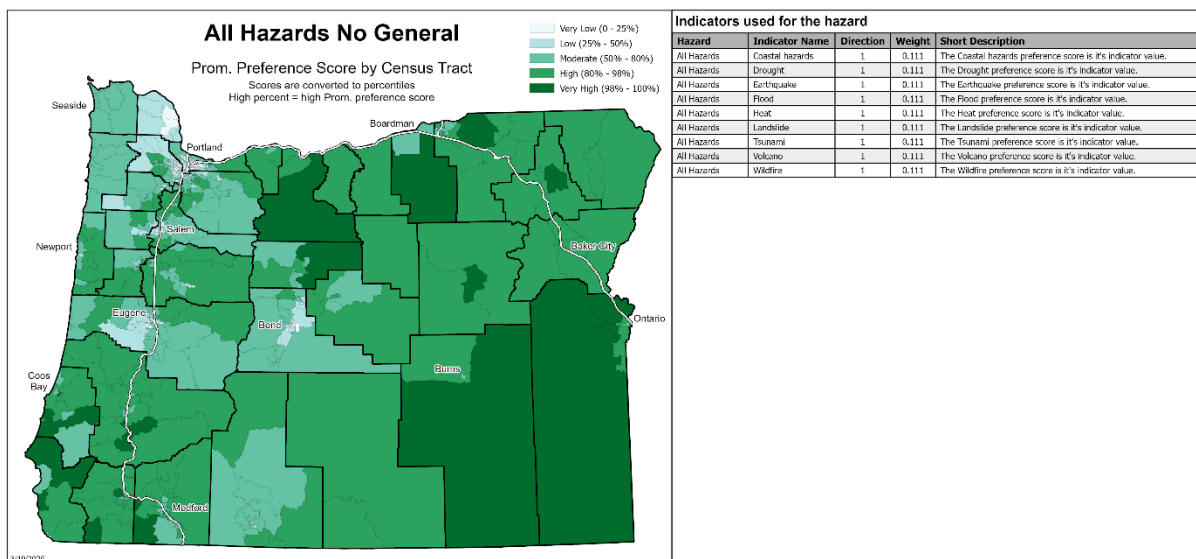 All Hazards No General
Prom. Preference Score by Census Tract
Scores are converted to percentiles
High percent = high Prom. preference score
Very Low (0 - 25%)
Low (25% - 50%)
Moderate (50% - 80%)
High (80% - 98%)
Very High (98% - 100%)
Seaside
Portland
Boardman
Salem
Newport
Baker City
Eugene
Bend
Ontario
Burns
Coos
Bay
Medford
Indicators used for the hazard
Hazard Indicator Name Direction Weight Short Description
All Hazards Coastal hazards 1 0.111 The Coastal hazards preference score is it's indicator value.
All Hazards Drought 1 0.111 The Drought preference score is it's indicator value.
All Hazards Earthquake 1 0.111 The Earthquake preference score is it's indicator value.
All Hazards Flood 1 0.111 The Flood preference score is it's indicator value.
All Hazards Heat 1 0.111 The Heat preference score is it's indicator value.
All Hazards Landslide 1 0.111 The Landslide preference score is it's indicator value.
All Hazards Tsunami 1 0.111 The Tsunami preference score is it's indicator value.
All Hazards Volcano 1 0.111 The Volcano preference score is it's indicator value.
All Hazards Wildfire 1 0.111 The Wildfire preference score is it's indicator value.